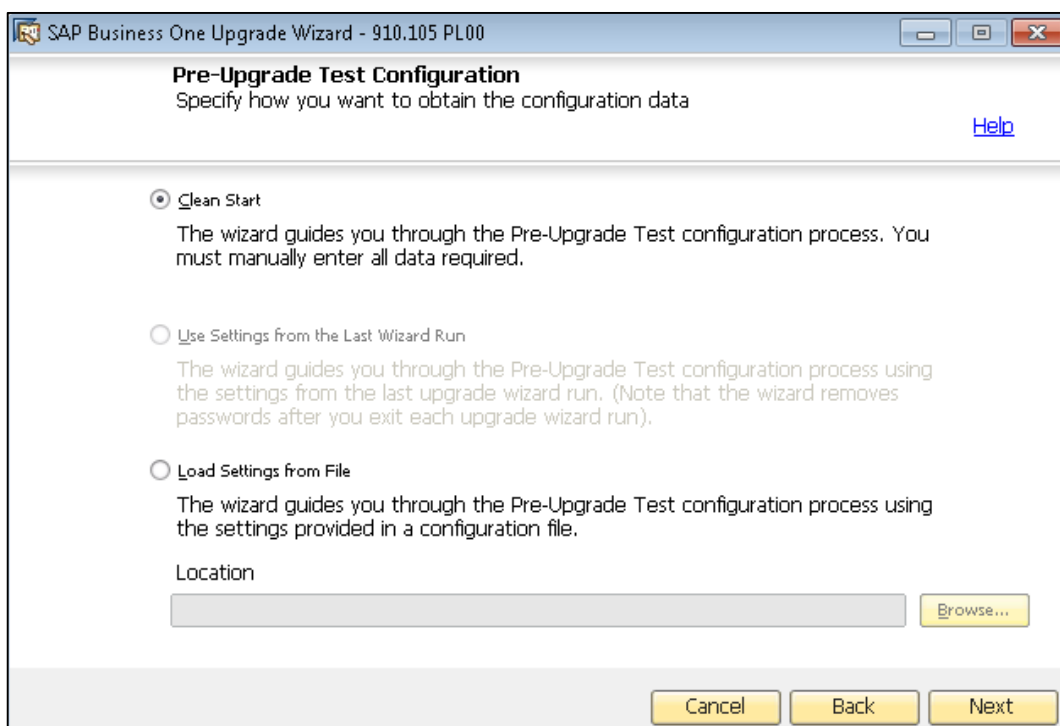 SAP Business One Upgrade Wizard - 910.105 PL00
Pre-Upgrade Test Configuration
Specify how you want to obtain the configuration data
Help
Clean Start
The wizard guides you through the Pre-Upgrade Test configuration process. You
must manually enter all data required.
Use Settings from the Last Wizard Run
The wizard guides you through the Pre-Upgrade Test configuration process using
the settings from the last upgrade wizard run. (Note that the wizard removes
passwords after you exit each upgrade wizard run).
Load Settings from File
The wizard guides you through the Pre-Upgrade Test configuration process using
the settings provided in a configuration file.
Location
Browse...
Cancel Back Next